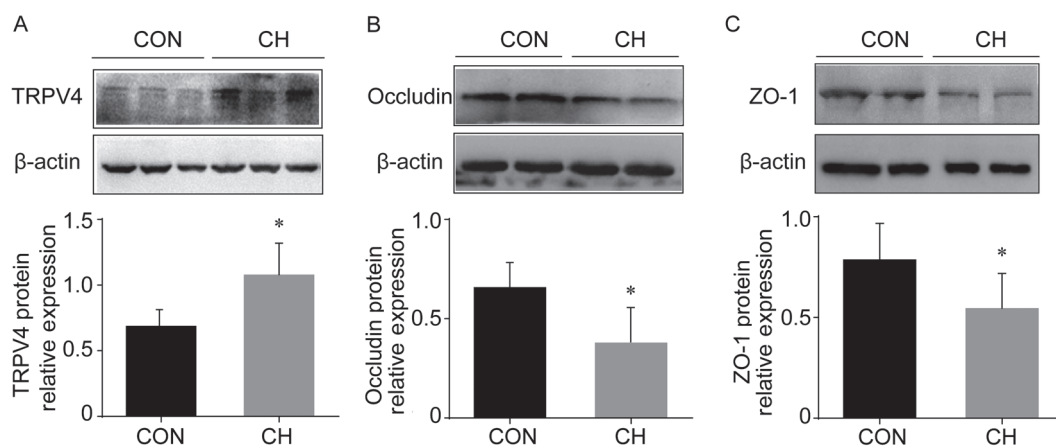 A
CON CH
TRPV4
β-actin
1.5
1.0
0.5
0
TRPV4 protein
relative expression
*
CON CH
B
CON CH
Occludin
β-actin
1.0
0.5
0
Occludin protein
relative expression
*
CON CH
C
CON CH
ZO-1
β-actin
1.0
0.5
0
ZO-1 protein
relative expression
*
CON CH